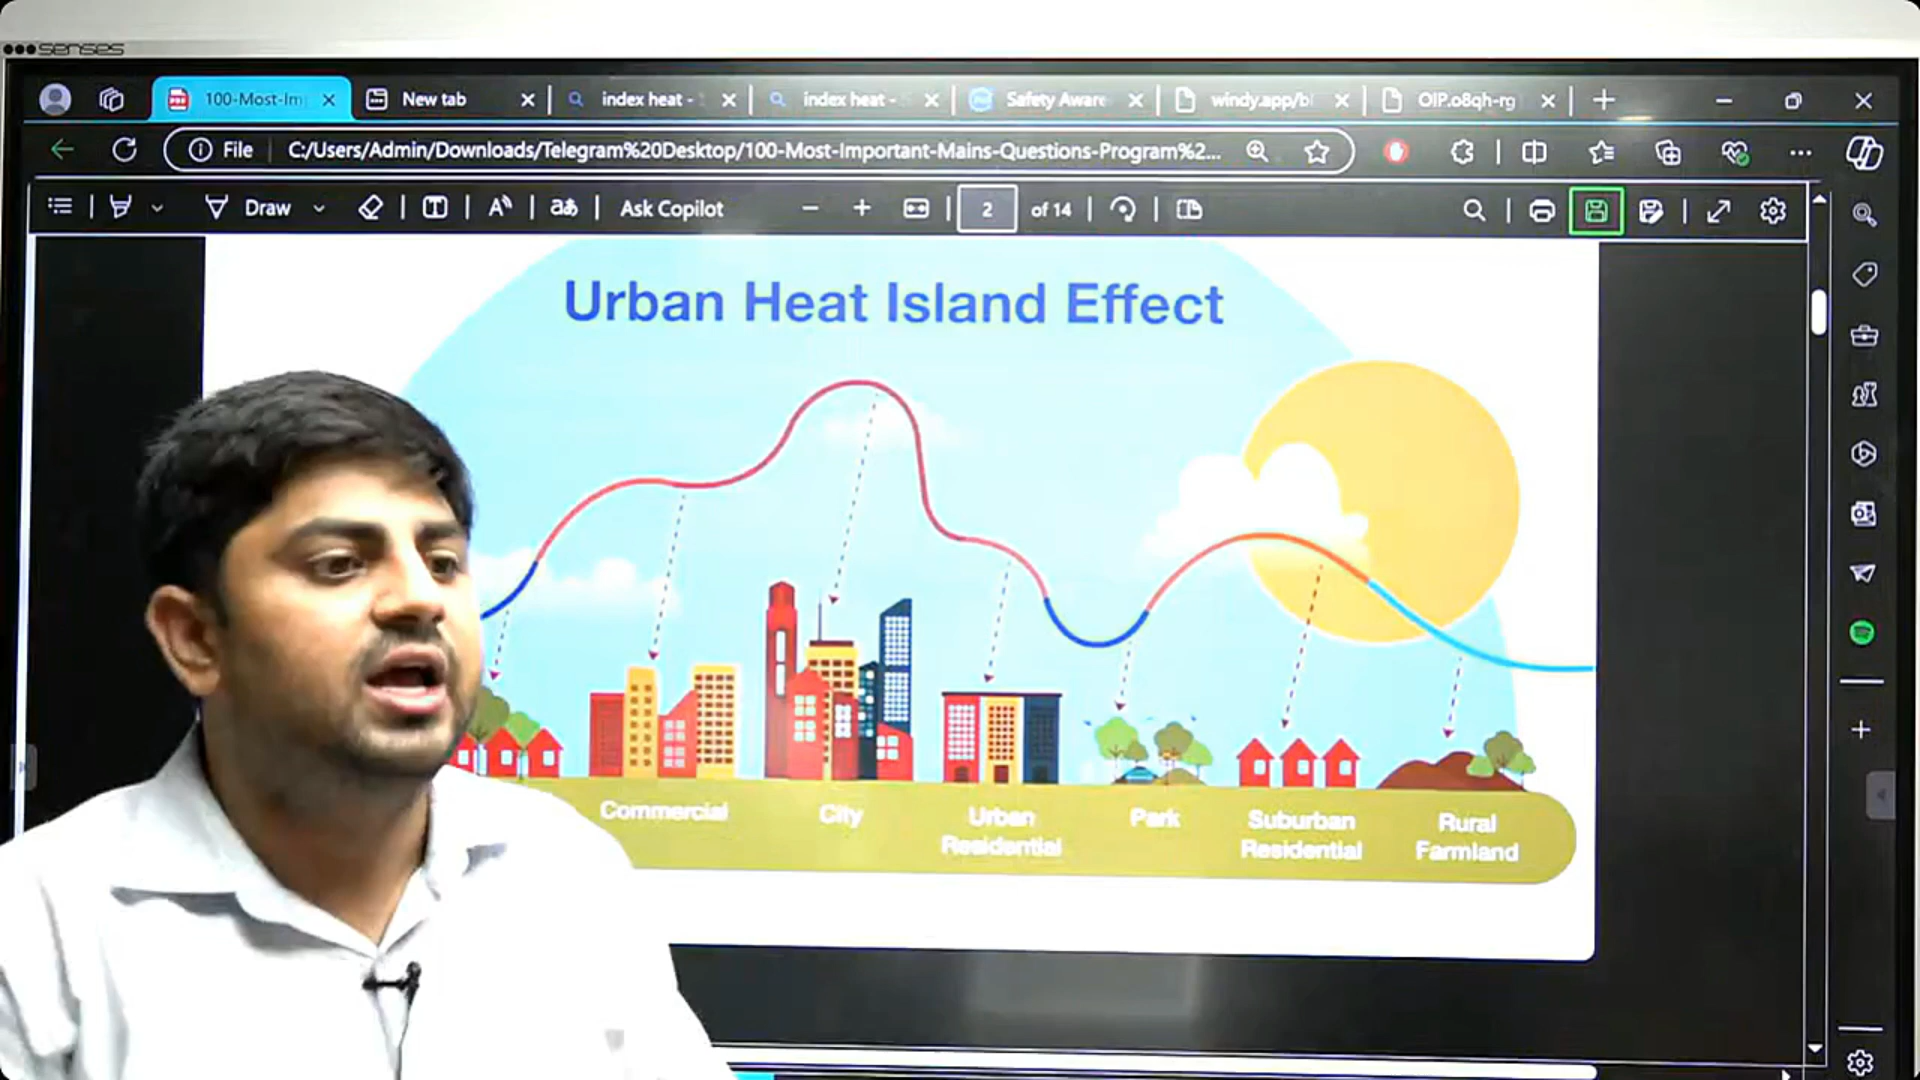 senses
100-Most-Im
New tab
index heat -
index heat -
Safety Aware
windy.app/bl
OIP.o8qh-rg
File
C:/Users/Admin/Downloads/Telegram%20Desktop/100-Most-Important-Mains-Questions-Program%2...
Draw
Ask Copilot
2
of 14
Urban Heat Island Effect
Commercial
City
Urban
Residential
Park
Suburban
Residential
Rural
Farmland